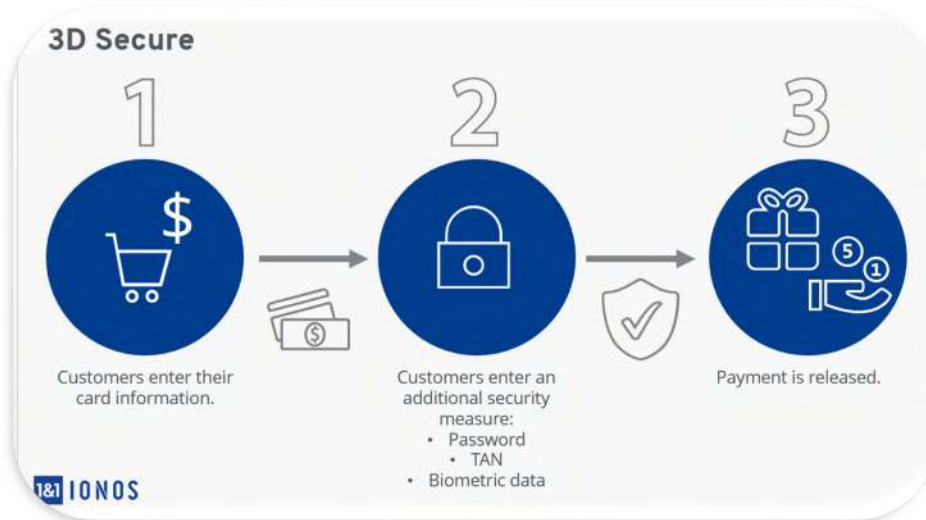 3D Secure
1
2
3
$
5
1
$
Customers enter their
card information.
Customers enter an
additional security
measure:
• Password
• TAN
• Biometric data
Payment is released.
1&1 IONOS